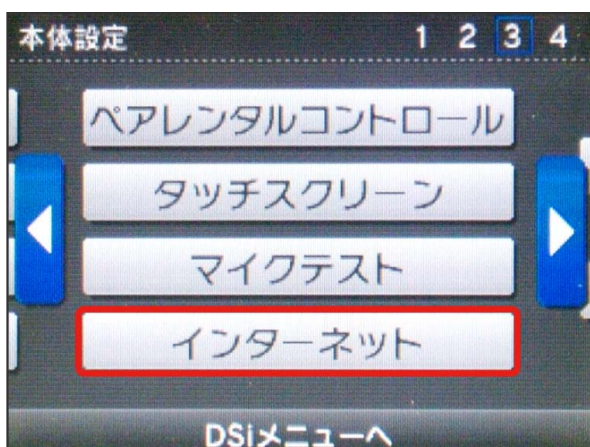 本体設定 1 2 3 4
ペアレンタルコントロール
タッチスクリーン
マイクテスト
インターネット
DSiメニューへ